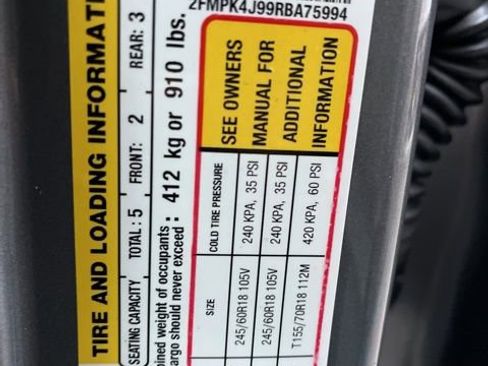 2FMPK4J99RBA75994
TIRE AND LOADING INFORMATI
SEATING CAPACITY TOTAL: 5 FRONT: 2 REAR: 3
bined weight of occupants
argo should never exceed : 412 kg or 910 lbs.
SIZE COLD TIRE PRESSURE
245/60R18 105V 240 KPA, 35 PSI
245/60R18 105V 240 KPA, 35 PSI
T155/70R18 112M 420 KPA, 60 PSI
SEE OWNERS
MANUAL FOR
ADDITIONAL
INFORMATION